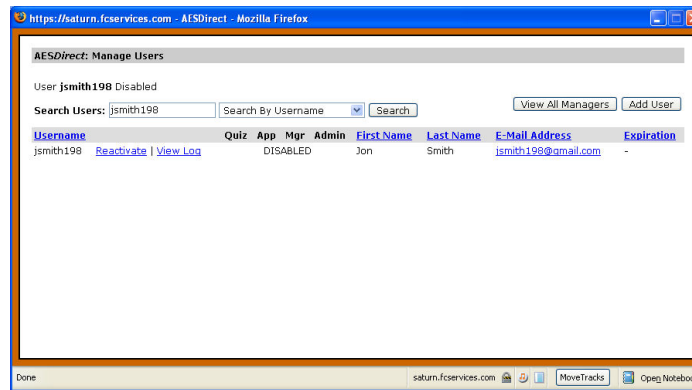 https://saturn.fcservices.com - AESDirect - Mozilla Firefox
AESDirect: Manage Users
User jsmith198 Disabled
Search Users: jsmith198 Search By Username Search View All Managers Add User
Username Quiz App Mgr Admin First Name Last Name E-Mail Address Expiration
jsmith198 Reactivate | View Log DISABLED Jon Smith jsmith198@gmail.com -
Done saturn.fcservices.com MoveTracks Open Notebo